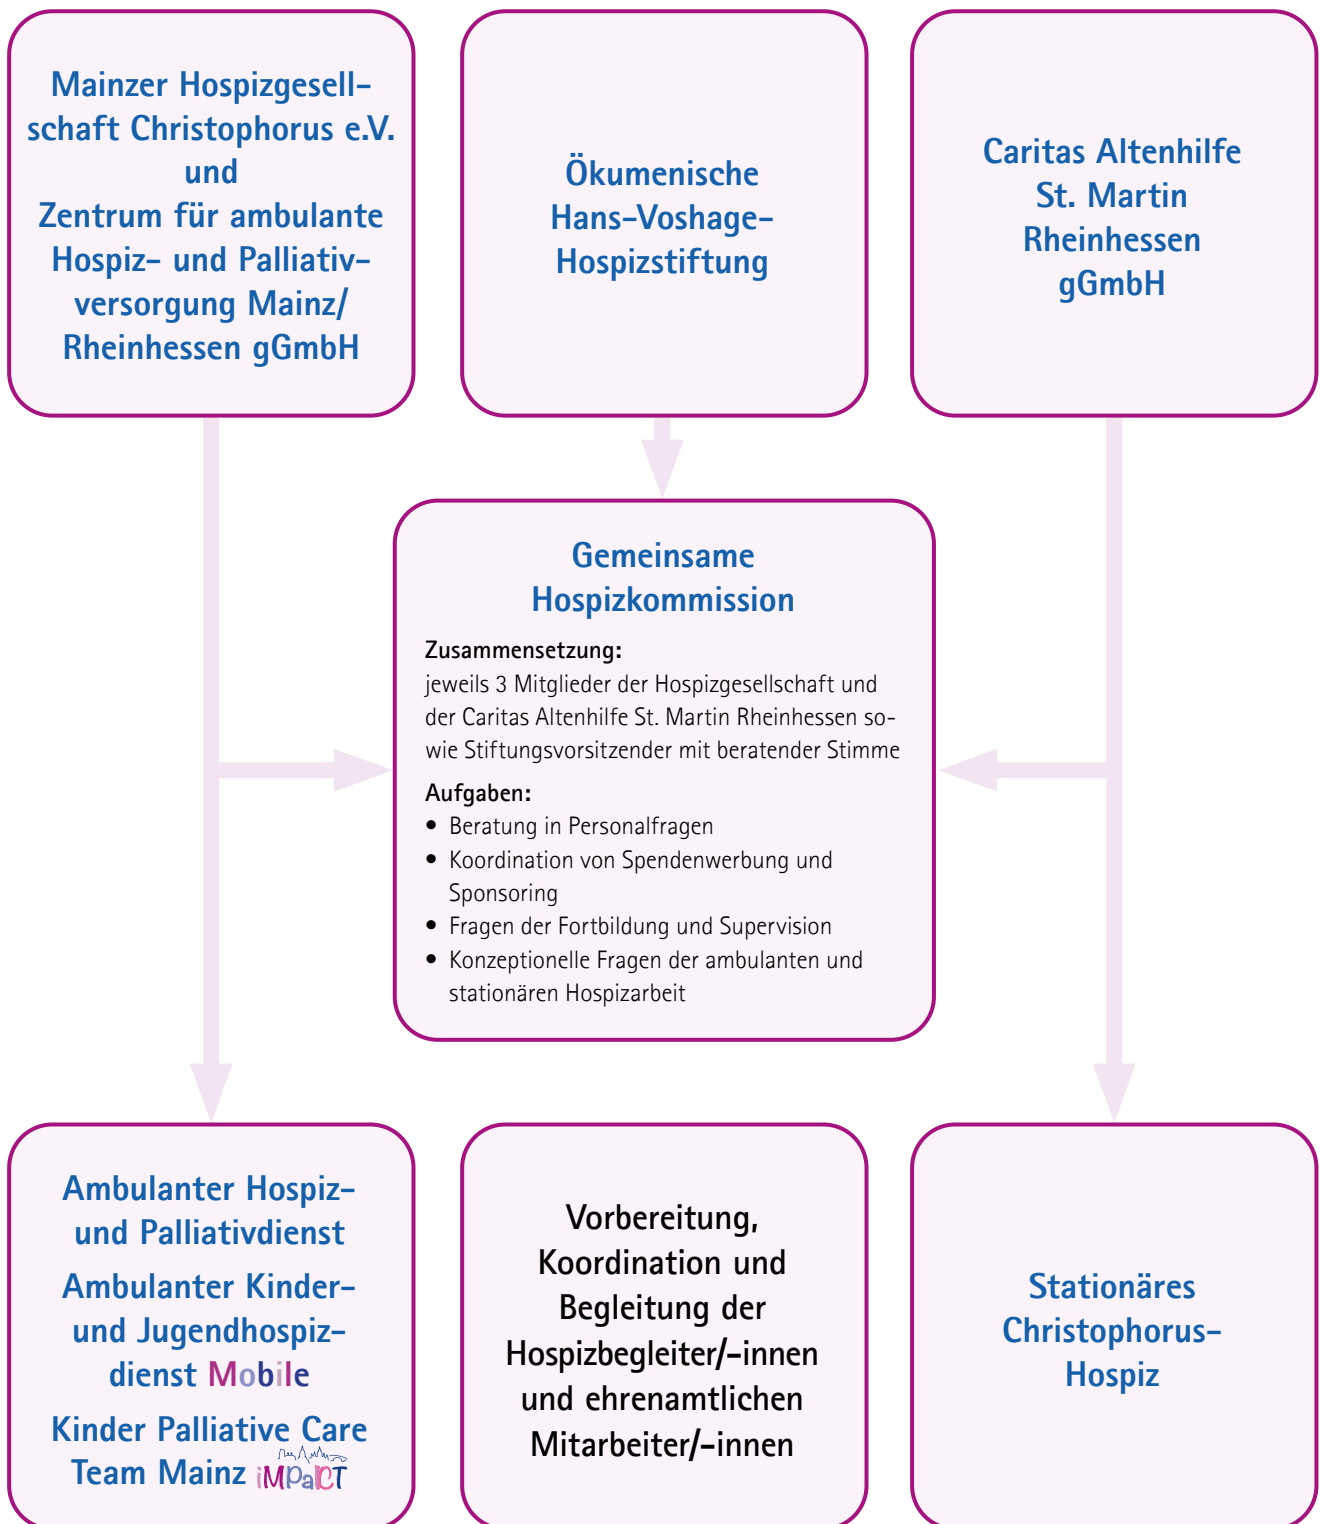 Mainzer Hospizgesell-
schaft Christophorus e.V.
und
Zentrum für ambulante
Hospiz- und Palliativ-
versorgung Mainz/
Rheinhessen gGmbH
Ökumenische
Hans-Voshage-
Hospizstiftung
Caritas Altenhilfe
St. Martin
Rheinhessen
gGmbH
Gemeinsame
Hospizkommission
Zusammensetzung:
jeweils 3 Mitglieder der Hospizgesellschaft und
der Caritas Altenhilfe St. Martin Rheinhessen so-
wie Stiftungsvorsitzender mit beratender Stimme
Aufgaben:
• Beratung in Personalfragen
• Koordination von Spendenwerbung und
Sponsoring
• Fragen der Fortbildung und Supervision
• Konzeptionelle Fragen der ambulanten und
stationären Hospizarbeit
Ambulanter Hospiz-
und Palliativdienst
Ambulanter Kinder-
und Jugendhospiz-
dienst Mobile
Kinder Palliative Care
Team Mainz iMPaCT
Vorbereitung,
Koordination und
Begleitung der
Hospizbegleiter/-innen
und ehrenamtlichen
Mitarbeiter/-innen
Stationäres
Christophorus-
Hospiz